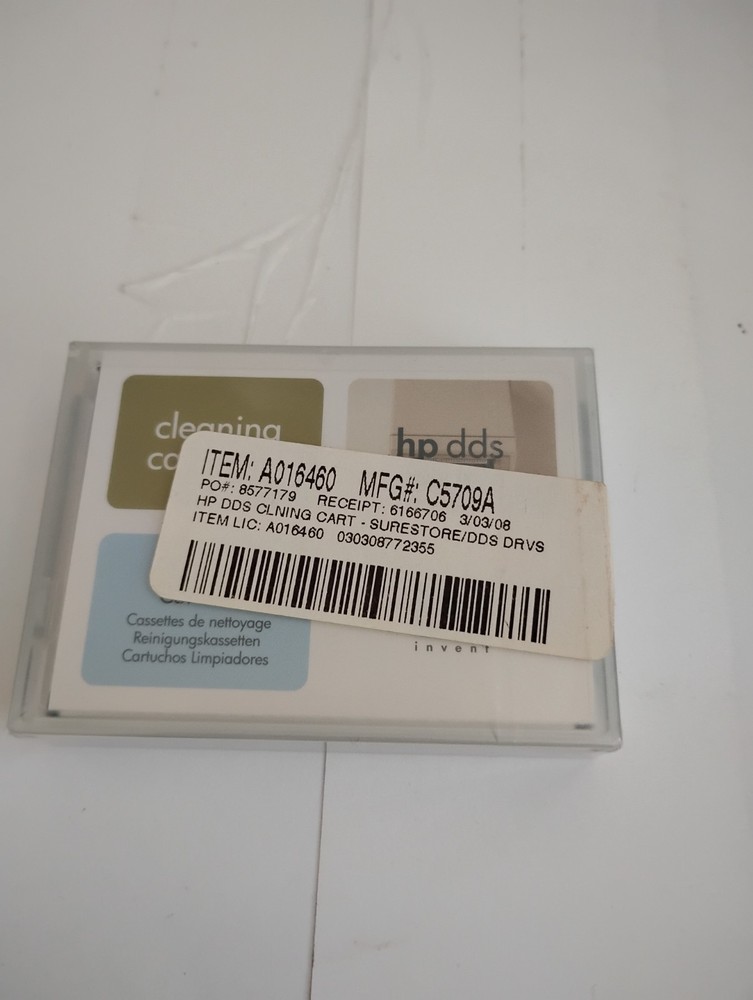 cleaning
hp dds
ITEM: A016460 MFG#: C5709A
PO#: 8577179 RECEIPT: 6166706 3/03/08
HP DDS CLNING CART - SURESTORE/DDS DRVS
ITEM LIC: A016460 030308772355
Cassettes de nettoyage
Reinigungskassetten
Cartuchos Limpiadores
invent